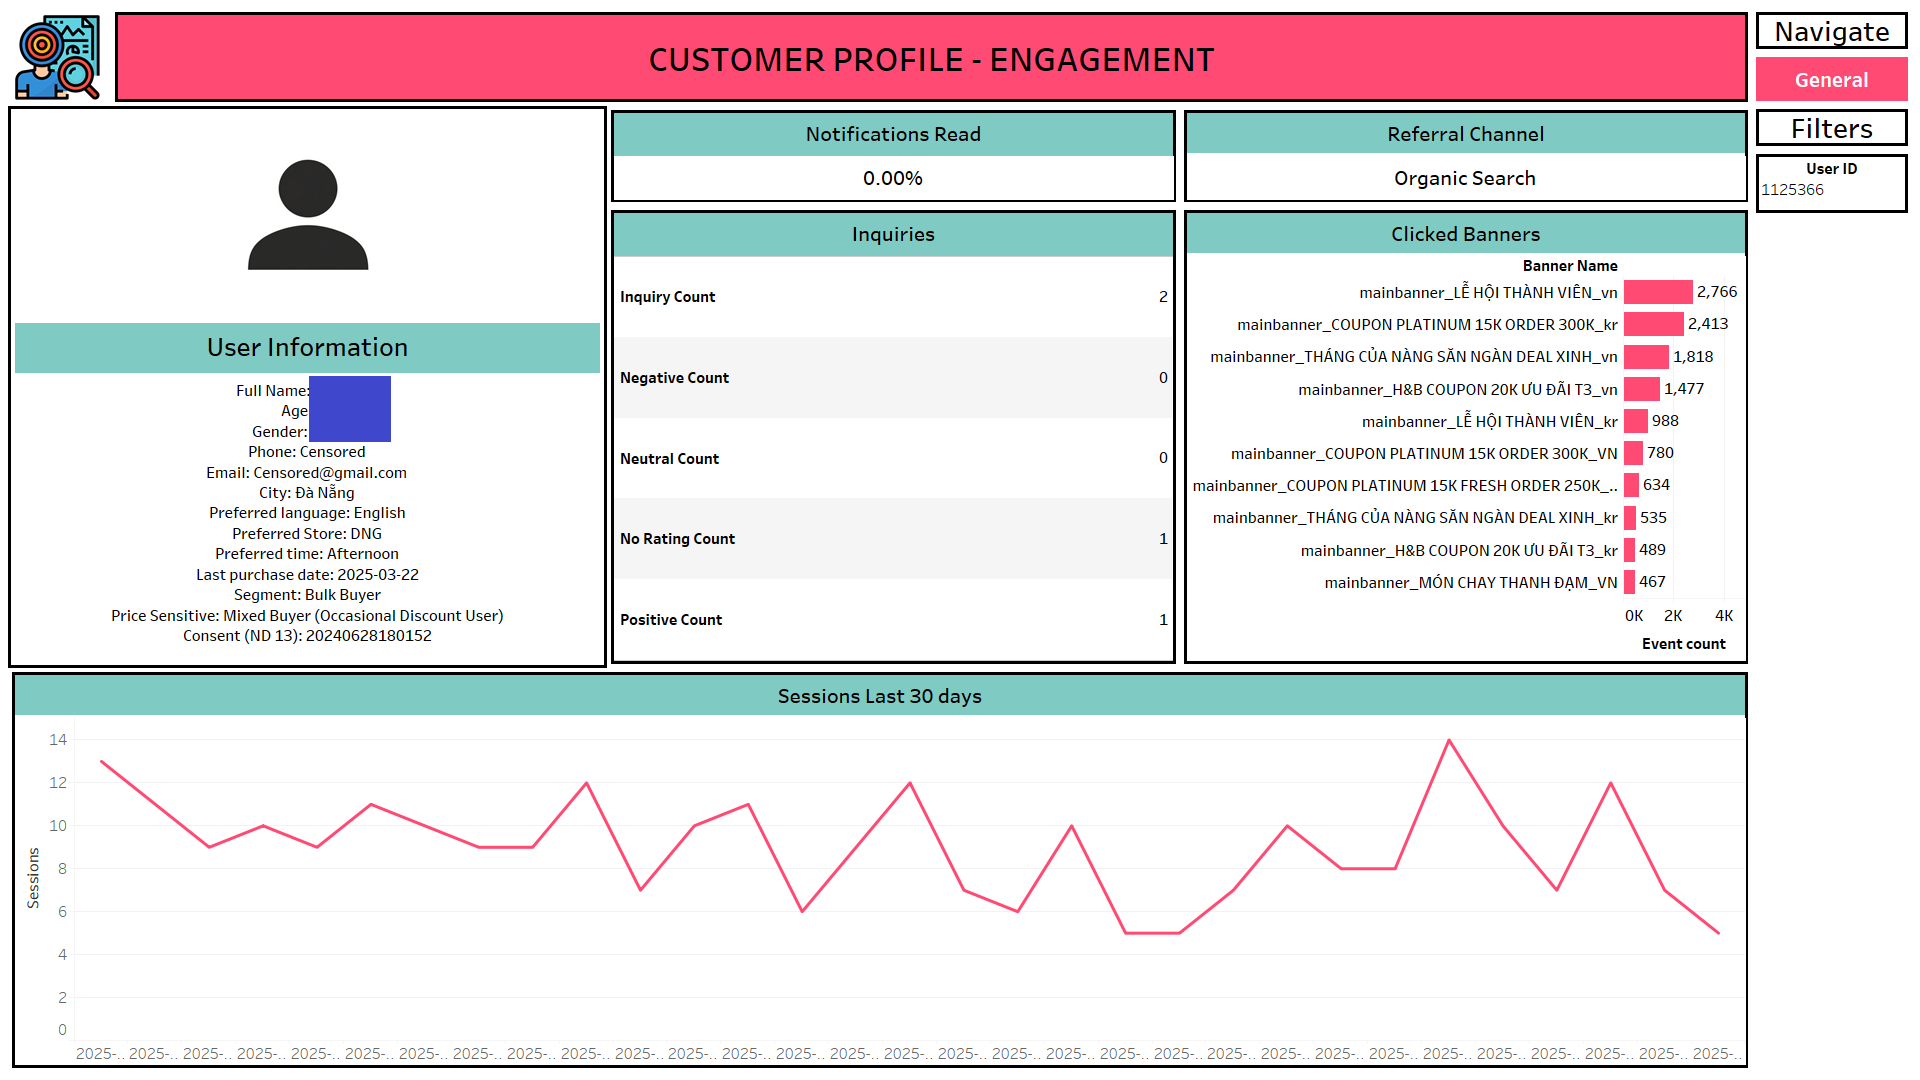 CUSTOMER PROFILE - ENGAGEMENT
Navigate
General
Filters
User ID
1125366
User Information
Full Name:
Age
Gender:
Phone: Censored
Email: Censored@gmail.com
City: Đà Nẵng
Preferred language: English
Preferred Store: DNG
Preferred time: Afternoon
Last purchase date: 2025-03-22
Segment: Bulk Buyer
Price Sensitive: Mixed Buyer (Occasional Discount User)
Consent (ND 13): 20240628180152
Notifications Read
0.00%
Referral Channel
Organic Search
Inquiries
Inquiry Count 2
Negative Count 0
Neutral Count 0
No Rating Count 1
Positive Count 1
Clicked Banners
Banner Name
mainbanner_LỄ HỘI THÀNH VIÊN_vn 2,766
mainbanner_COUPON PLATINUM 15K ORDER 300K_kr 2,413
mainbanner_THÁNG CỦA NÀNG SĂN NGÀN DEAL XINH_vn 1,818
mainbanner_H&B COUPON 20K ƯU ĐÃI T3_vn 1,477
mainbanner_LỄ HỘI THÀNH VIÊN_kr 988
mainbanner_COUPON PLATINUM 15K ORDER 300K_VN 780
mainbanner_COUPON PLATINUM 15K FRESH ORDER 250K_.. 634
mainbanner_THÁNG CỦA NÀNG SĂN NGÀN DEAL XINH_kr 535
mainbanner_H&B COUPON 20K ƯU ĐÃI T3_kr 489
mainbanner_MÓN CHAY THANH ĐẠM_VN 467
0K 2K 4K
Event count
Sessions Last 30 days
14
12
10
8
6
4
2
0
Sessions
2025-.. 2025-.. 2025-.. 2025-.. 2025-.. 2025-.. 2025-.. 2025-.. 2025-.. 2025-.. 2025-.. 2025-.. 2025-.. 2025-.. 2025-.. 2025-.. 2025-.. 2025-.. 2025-.. 2025-.. 2025-.. 2025-.. 2025-.. 2025-.. 2025-.. 2025-.. 2025-.. 2025-.. 2025-.. 2025-.. 2025-..